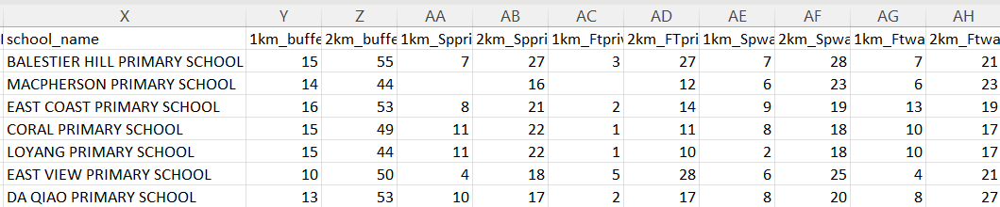 X Y Z AA AB AC AD AE AF AG AH
school_name 1km_buffe 2km_buffe 1km_Sppri 2km_Sppri 1km_Ftpriv 2km_FTpri 1km_Spwa 2km_Spwa 1km_Ftwa 2km_Ftwa
BALESTIER HILL PRIMARY SCHOOL 15 55 7 27 3 27 7 28 7 21
MACPHERSON PRIMARY SCHOOL 14 44 16 12 6 23 6 23
EAST COAST PRIMARY SCHOOL 16 53 8 21 2 14 9 19 13 19
CORAL PRIMARY SCHOOL 15 49 11 22 1 11 8 18 10 17
LOYANG PRIMARY SCHOOL 15 44 11 22 1 10 2 18 10 17
EAST VIEW PRIMARY SCHOOL 10 50 4 18 5 28 6 25 4 21
DA QIAO PRIMARY SCHOOL 13 53 10 17 2 17 8 20 8 27